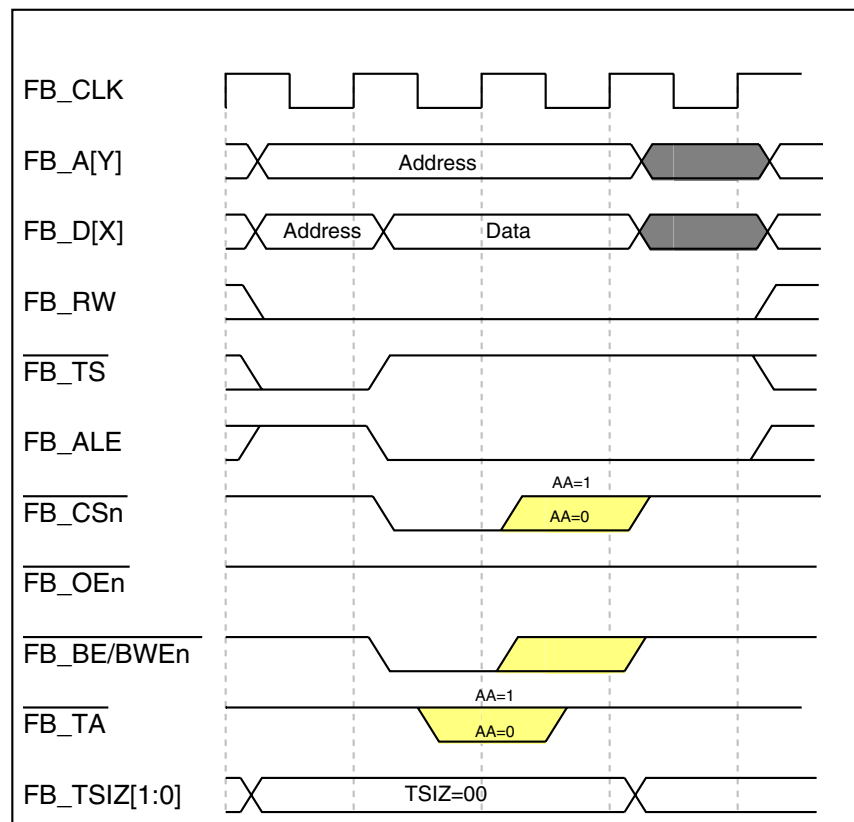 FB_CLK
FB_A[Y] Address
FB_D[X] Address Data
FB_RW
FB_TS
FB_ALE
AA=1
FB_CSn AA=0
FB_OEn
FB_BE/BWEn
AA=1
FB_TA AA=0
FB_TSIZ[1:0] TSIZ=00